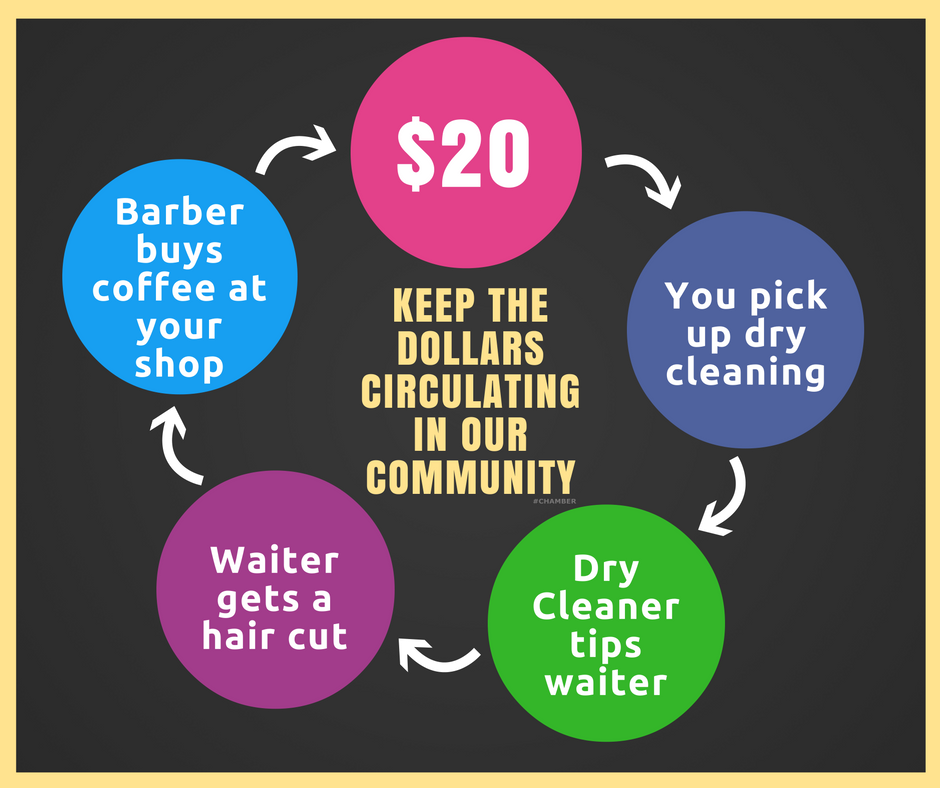 $20
You pick
up dry
cleaning
Dry
Cleaner
tips
waiter
Waiter
gets a
hair cut
Barber
buys
coffee at
your
shop
KEEP THE
DOLLARS
CIRCULATING
IN OUR
COMMUNITY
#CHAMBER